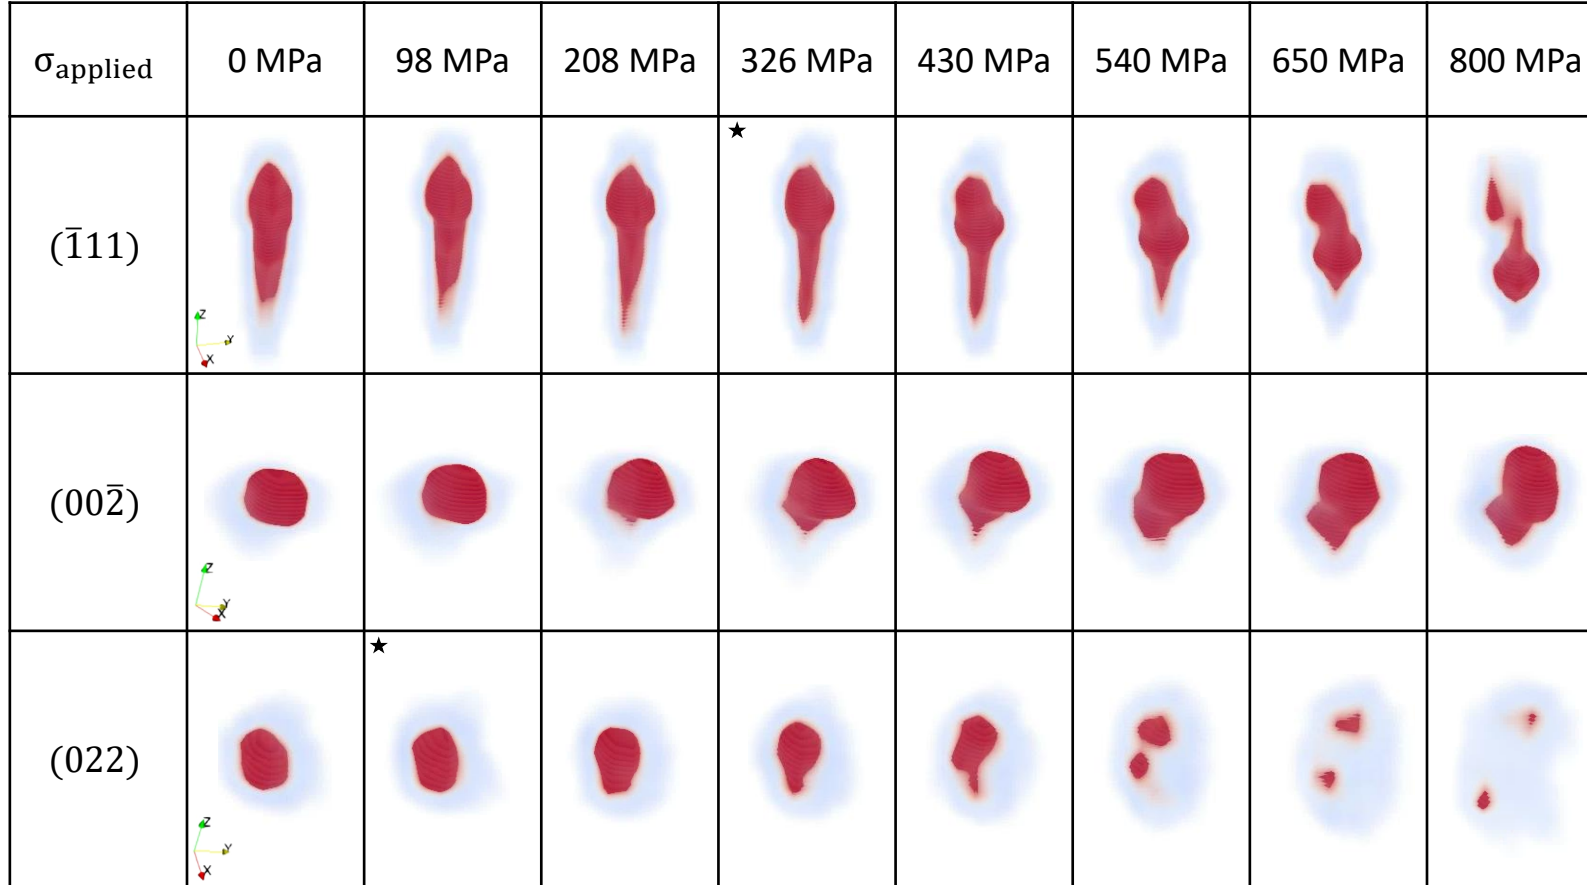 σapplied 0 MPa 98 MPa 208 MPa 326 MPa 430 MPa 540 MPa 650 MPa 800 MPa
★
(1̅11)
Z
Y
X
(002̅)
Z
Y
X
★
(022)
Z
Y
X